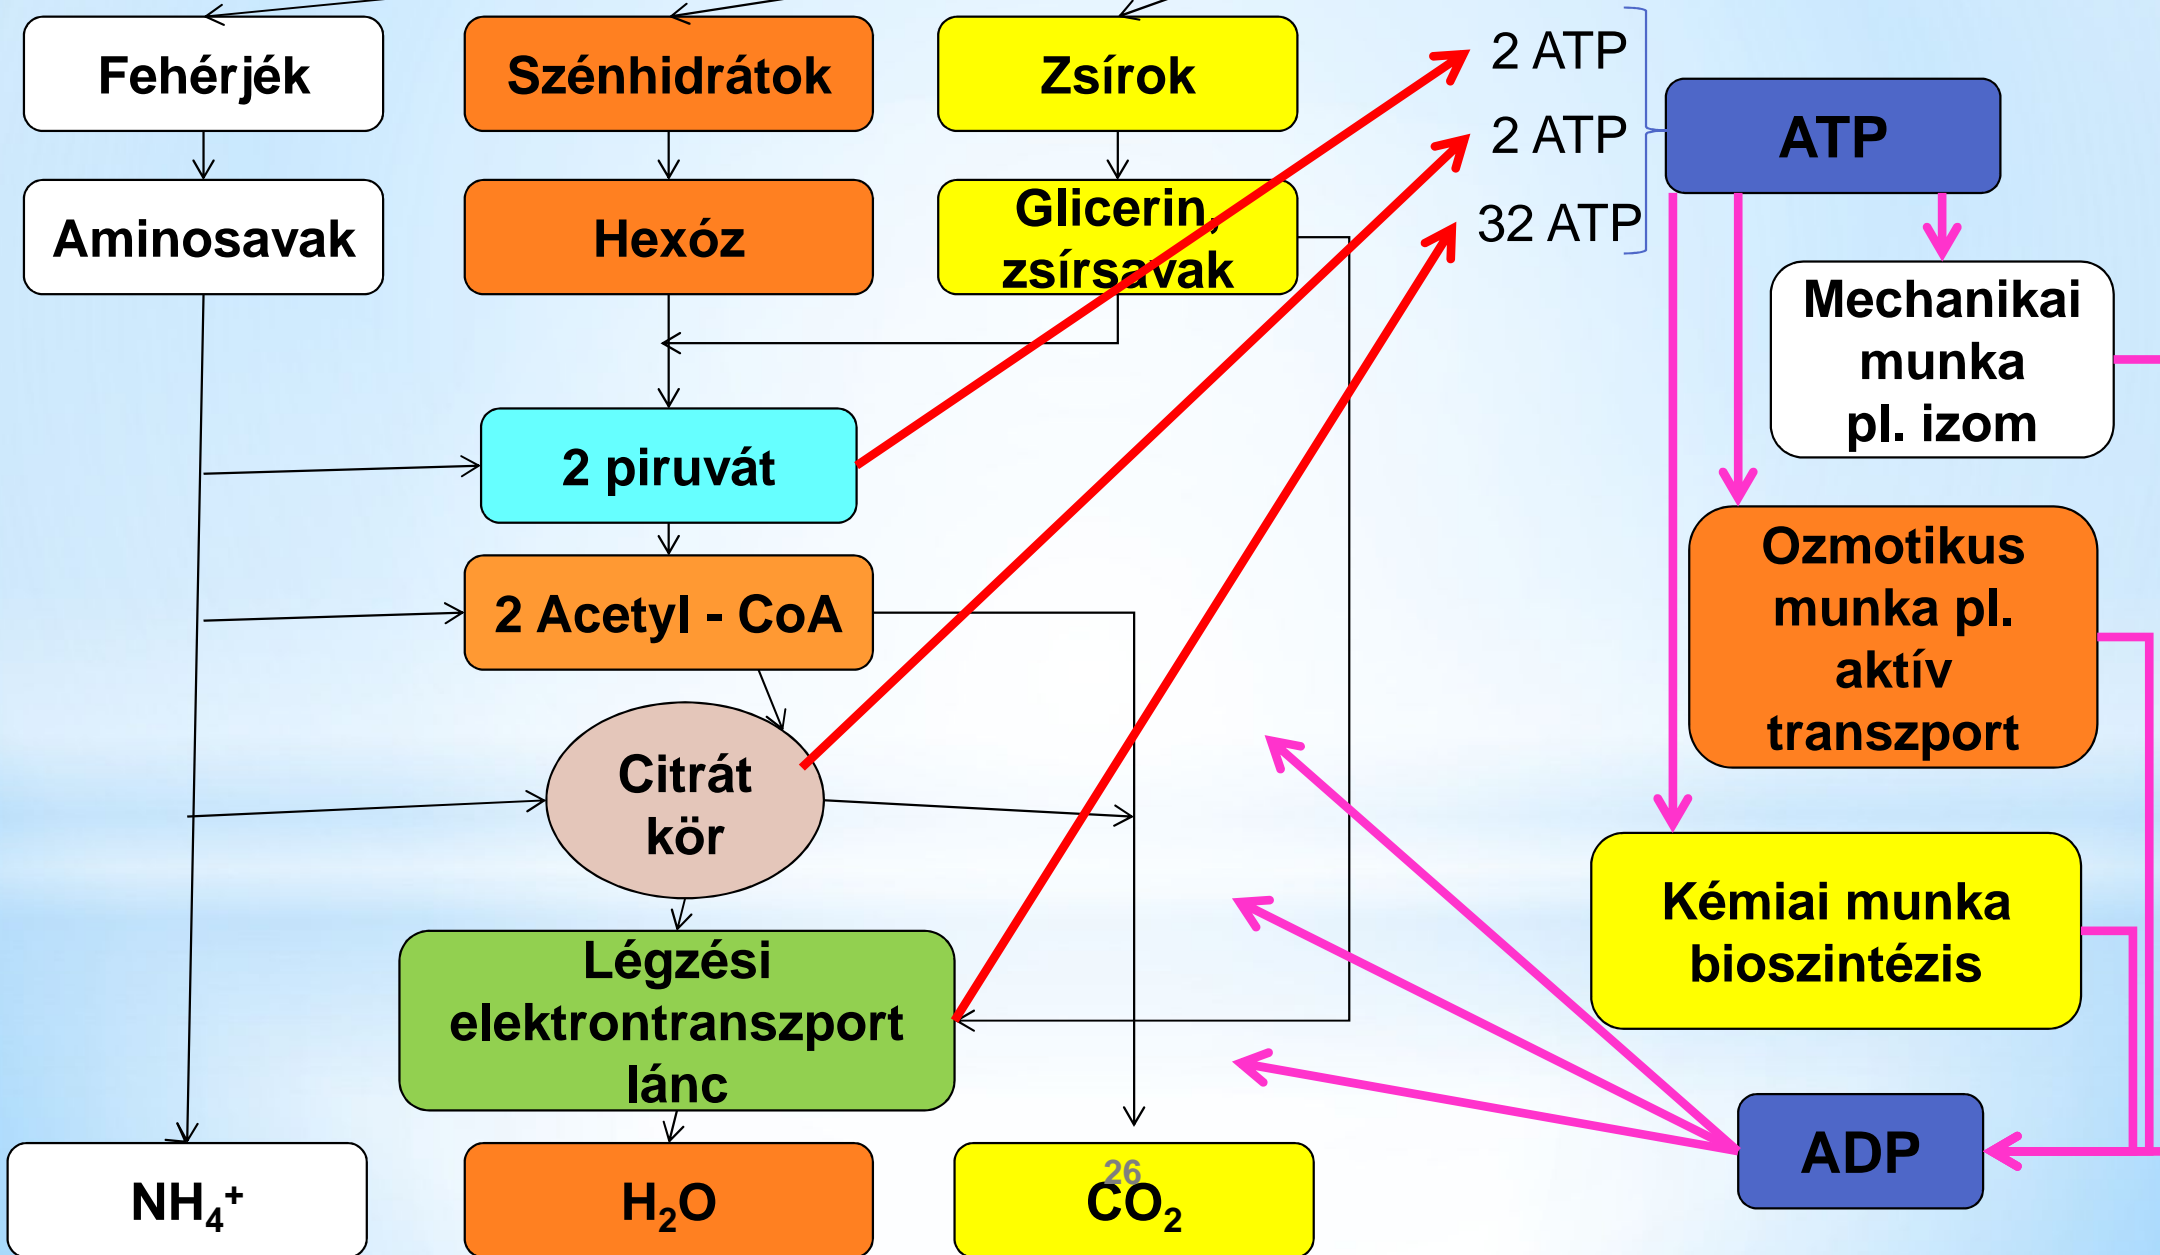 Fehérjék
Szénhidrátok
Zsírok
2 ATP
2 ATP
32 ATP
ATP
Aminosavak
Hexóz
Glicerin,
zsírsavak
Mechanikai
munka
pl. izom
2 piruvát
2 Acetyl - CoA
Ozmotikus
munka pl.
aktív
transzport
Citrát
kör
Kémiai munka
bioszintézis
Légzési
elektrontranszport
lánc
ADP
NH₄⁺
H₂O
26
CO₂